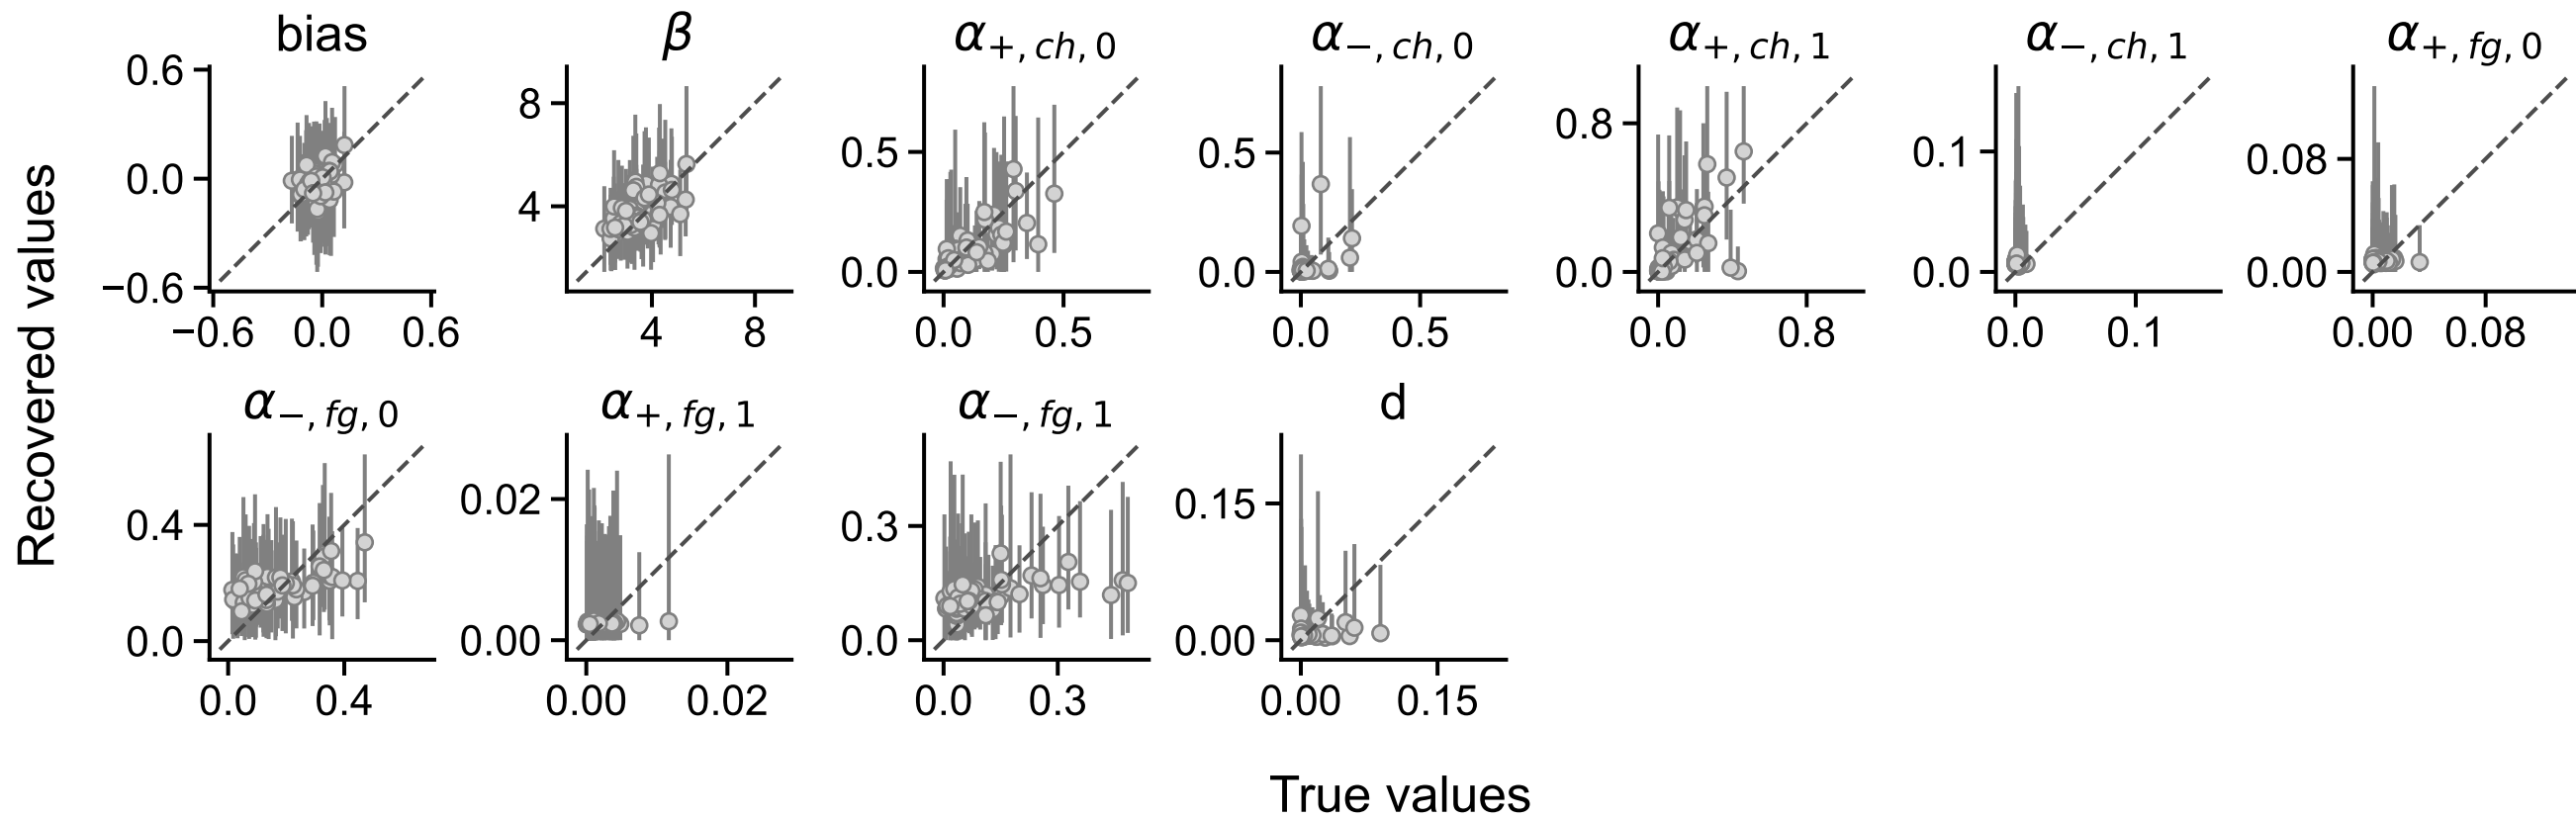 bias
β
α+, ch, 0
α−, ch, 0
α+, ch, 1
α−, ch, 1
α+, fg, 0
0.6
0.0
−0.6
8
4
0.5
0.0
0.5
0.0
0.8
0.0
0.1
0.0
0.08
0.00
−0.6 0.0 0.6
4 8
0.0 0.5
0.0 0.5
0.0 0.8
0.0 0.1
0.00 0.08
Recovered values
α−, fg, 0
α+, fg, 1
α−, fg, 1
d
0.4
0.0
0.02
0.00
0.3
0.0
0.15
0.00
0.0 0.4
0.00 0.02
0.0 0.3
0.00 0.15
True values